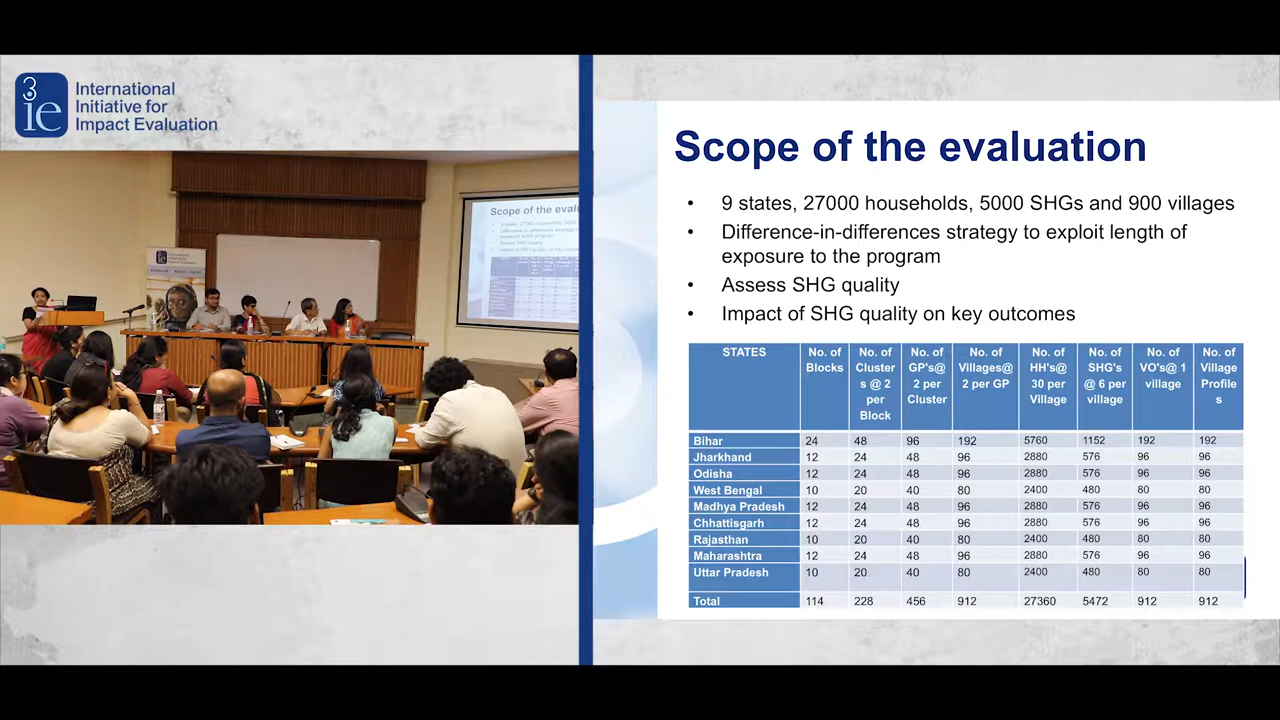 3
ie
International
Initiative for
Impact Evaluation
Scope of the evalu
Scope of the evaluation
• 9 states, 27000 households, 5000 SHGs and 900 villages
• Difference-in-differences strategy to exploit length of
exposure to the program
• Assess SHG quality
• Impact of SHG quality on key outcomes
STATES No. of Blocks No. of Clusters @ 2 per Block No. of GP's@ 2 per Cluster No. of Villages@ 2 per GP No. of HH's@ 30 per Village No. of SHG's @ 6 per village No. of VO's@ 1 village No. of Village Profiles
Bihar 24 48 96 192 5760 1152 192 192
Jharkhand 12 24 48 96 2880 576 96 96
Odisha 12 24 48 96 2880 576 96 96
West Bengal 10 20 40 80 2400 480 80 80
Madhya Pradesh 12 24 48 96 2880 576 96 96
Chhattisgarh 12 24 48 96 2880 576 96 96
Rajasthan 10 20 40 80 2400 480 80 80
Maharashtra 12 24 48 96 2880 576 96 96
Uttar Pradesh 10 20 40 80 2400 480 80 80
Total 114 228 456 912 27360 5472 912 912